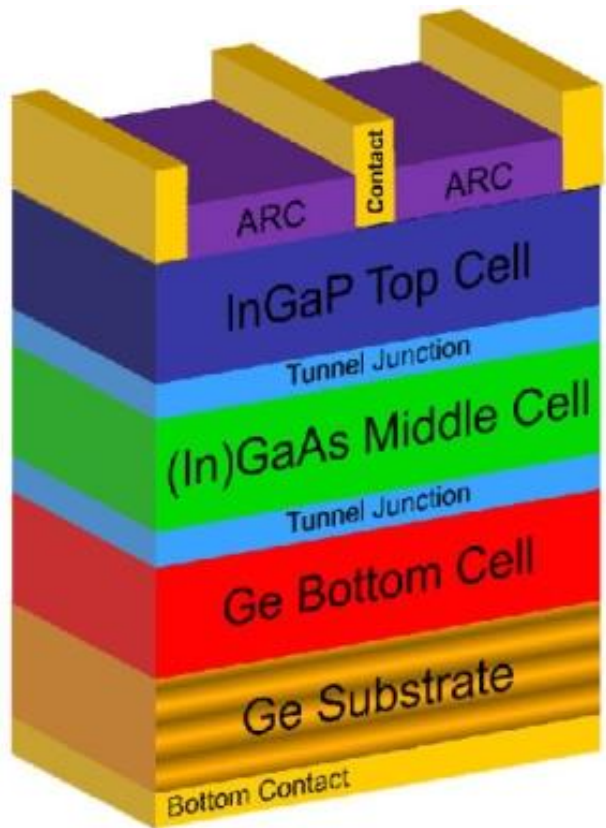 ARC
Contact
ARC
InGaP Top Cell
Tunnel Junction
(In)GaAs Middle Cell
Tunnel Junction
Ge Bottom Cell
Ge Substrate
Bottom Contact